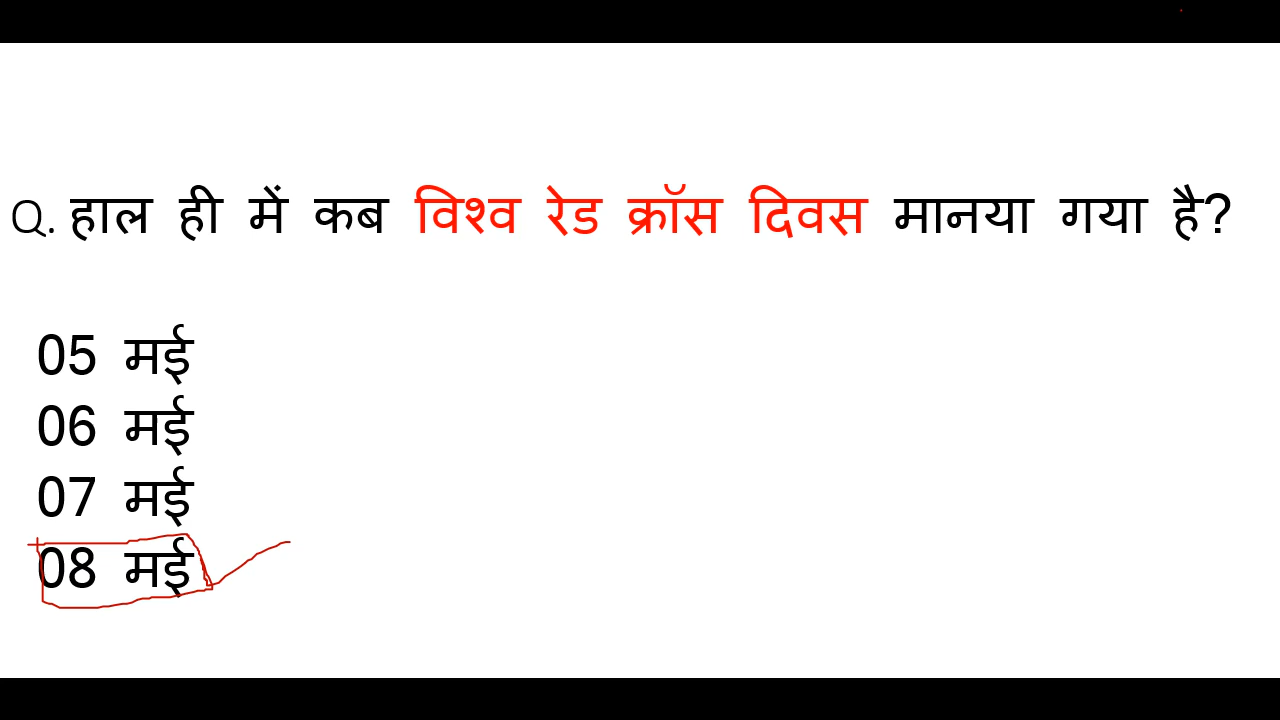 Q. हाल ही में कब विश्व रेड क्रॉस दिवस मानया गया है?
05 मई
06 मई
07 मई
08 मई